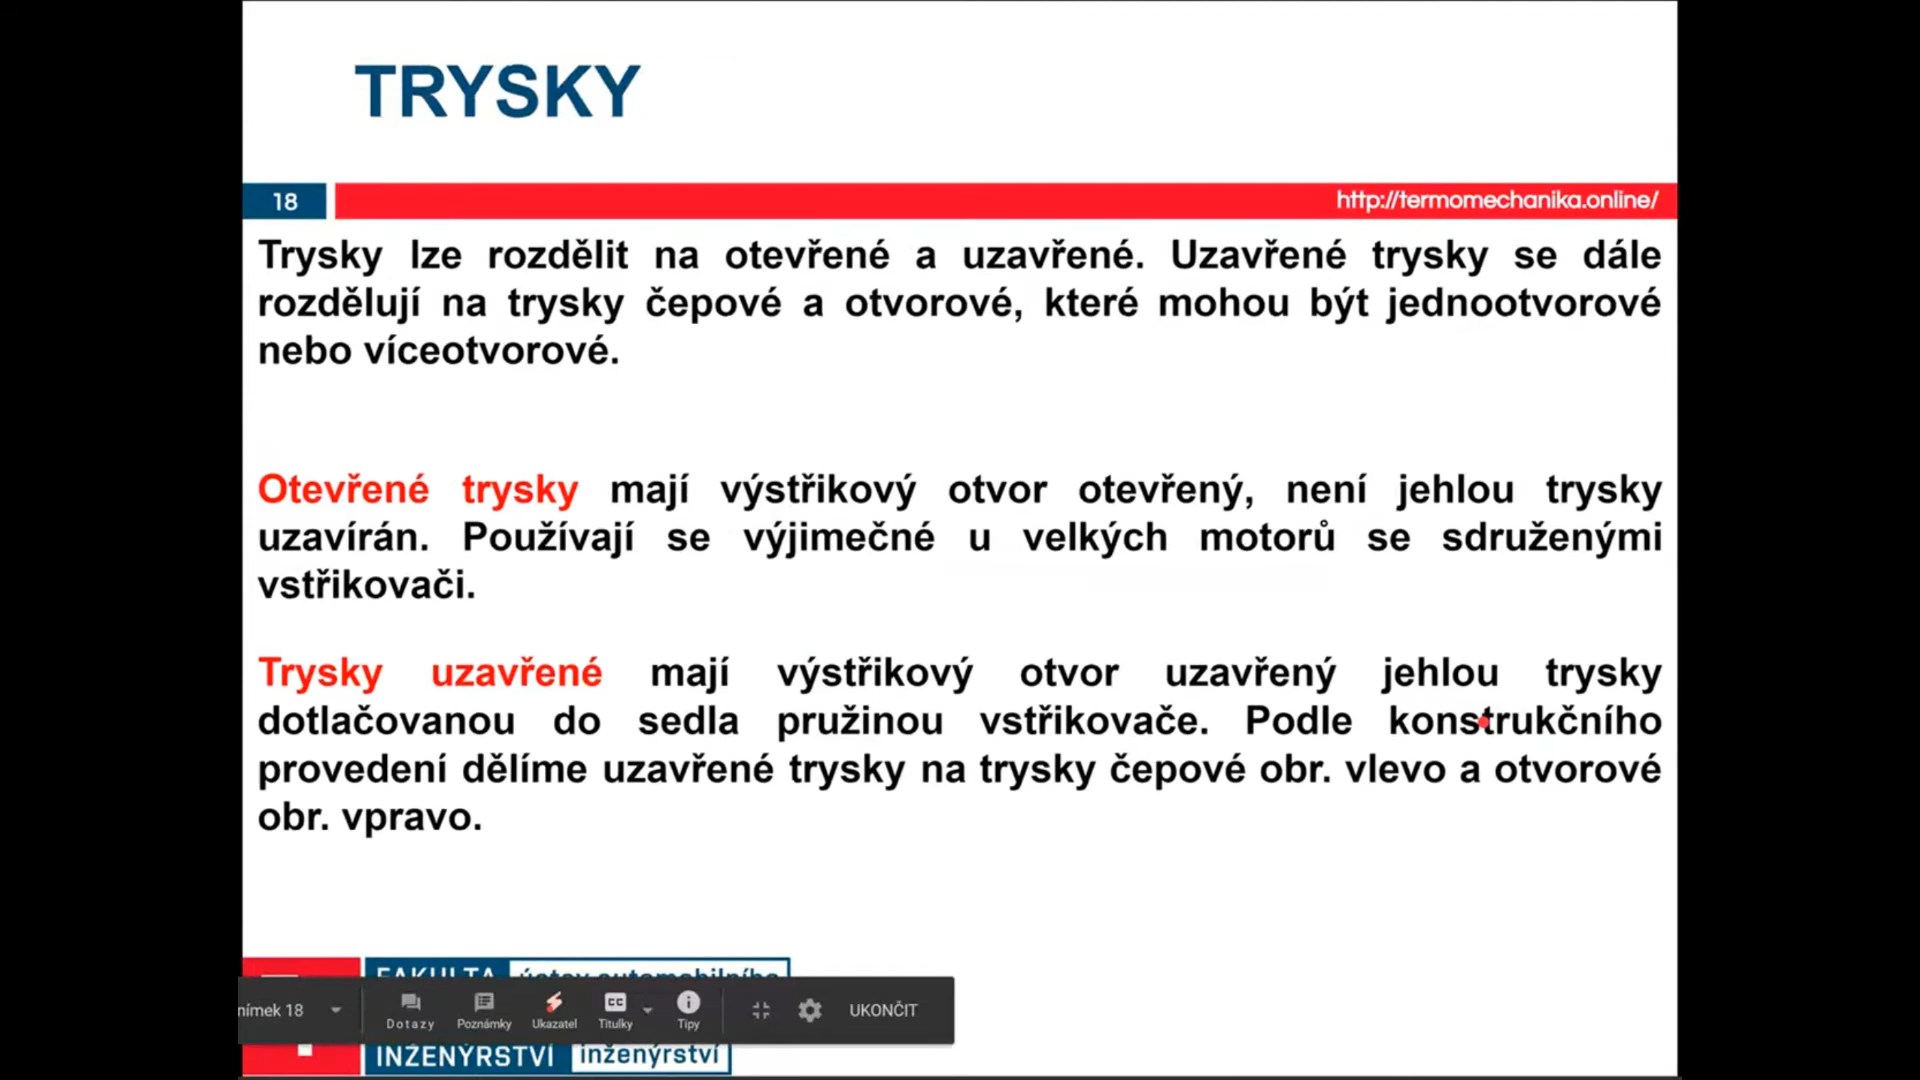 TRYSKY
18
http://termomechanika.online/
Trysky lze rozdělit na otevřené a uzavřené. Uzavřené trysky se dále
rozdělují na trysky čepové a otvorové, které mohou být jednootvorové
nebo víceotvorové.
Otevřené trysky mají výstřikový otvor otevřený, není jehlou trysky
uzavírán. Používají se výjimečné u velkých motorů se sdruženými
vstřikovači.
Trysky uzavřené mají výstřikový otvor uzavřený jehlou trysky
dotlačovanou do sedla pružinou vstřikovače. Podle konstrukčního
provedení dělíme uzavřené trysky na trysky čepové obr. vlevo a otvorové
obr. vpravo.
FAKULTA ústav automobilního
nímek 18 Dotazy Poznámky Ukazatel CC Titulky Tipy UKONČIT
INŽENÝRSTVÍ inženýrství